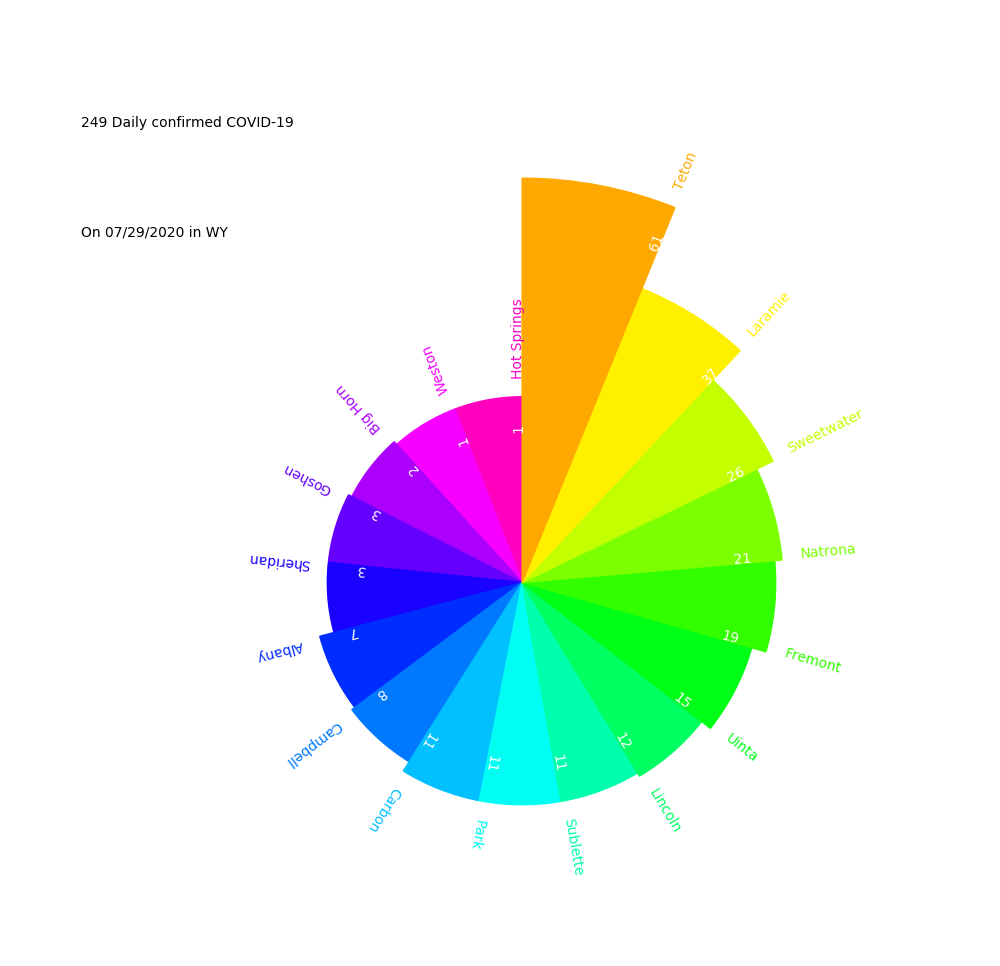 249 Daily confirmed COVID-19
On 07/29/2020 in WY
Teton
61
Laramie
37
Sweetwater
26
Natrona
21
Fremont
19
Uinta
15
Lincoln
12
Sublette
11
Park
11
Carbon
11
Campbell
8
Albany
7
Sheridan
3
Goshen
3
Big Horn
2
Weston
1
Hot Springs
1